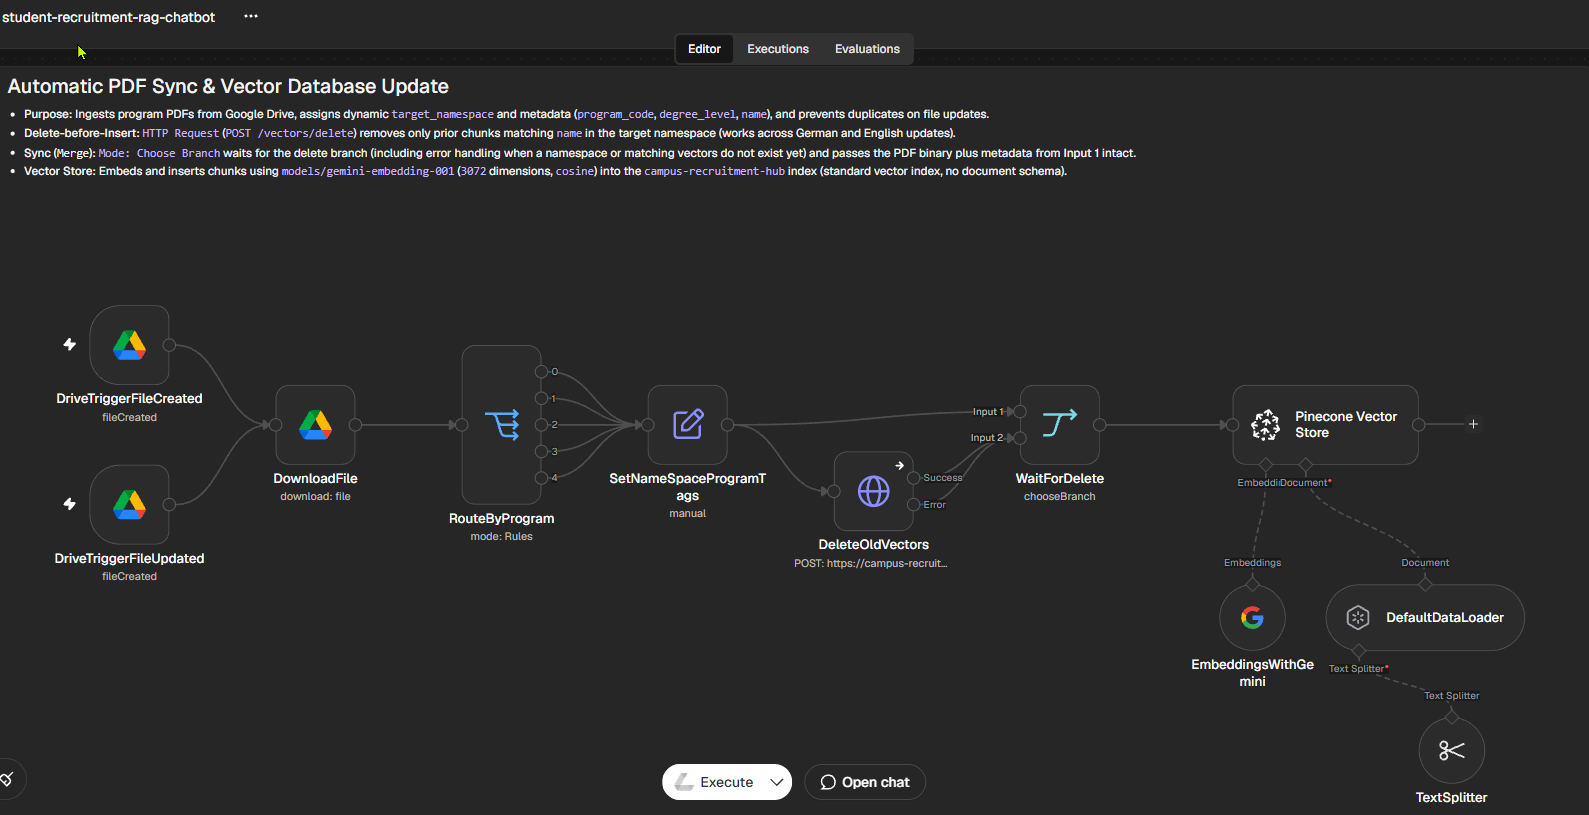 student-recruitment-rag-chatbot ...
Editor Executions Evaluations
Automatic PDF Sync & Vector Database Update
• Purpose: Ingests program PDFs from Google Drive, assigns dynamic target_namespace and metadata (program_code, degree_level, name), and prevents duplicates on file updates.
• Delete-before-Insert: HTTP Request (POST /vectors/delete) removes only prior chunks matching name in the target namespace (works across German and English updates).
• Sync (Merge): Mode: Choose Branch waits for the delete branch (including error handling when a namespace or matching vectors do not exist yet) and passes the PDF binary plus metadata from Input 1 intact.
• Vector Store: Embeds and inserts chunks using models/gemini-embedding-001 (3072 dimensions, cosine) into the campus-recruitment-hub index (standard vector index, no document schema).
DriveTriggerFileCreated
fileCreated
DriveTriggerFileUpdated
fileCreated
DownloadFile
download: file
0
1
2
3
4
RouteByProgram
mode: Rules
SetNameSpaceProgramT
ags
manual
Success
Error
DeleteOldVectors
POST: https://campus-recruit...
Input 1
Input 2
WaitForDelete
chooseBranch
Pinecone Vector
Store
+
EmbeddiDocument*
Embeddings
Document
EmbeddingsWithGe
mini
DefaultDataLoader
Text Splitter*
Text Splitter
TextSplitter
Execute
Open chat